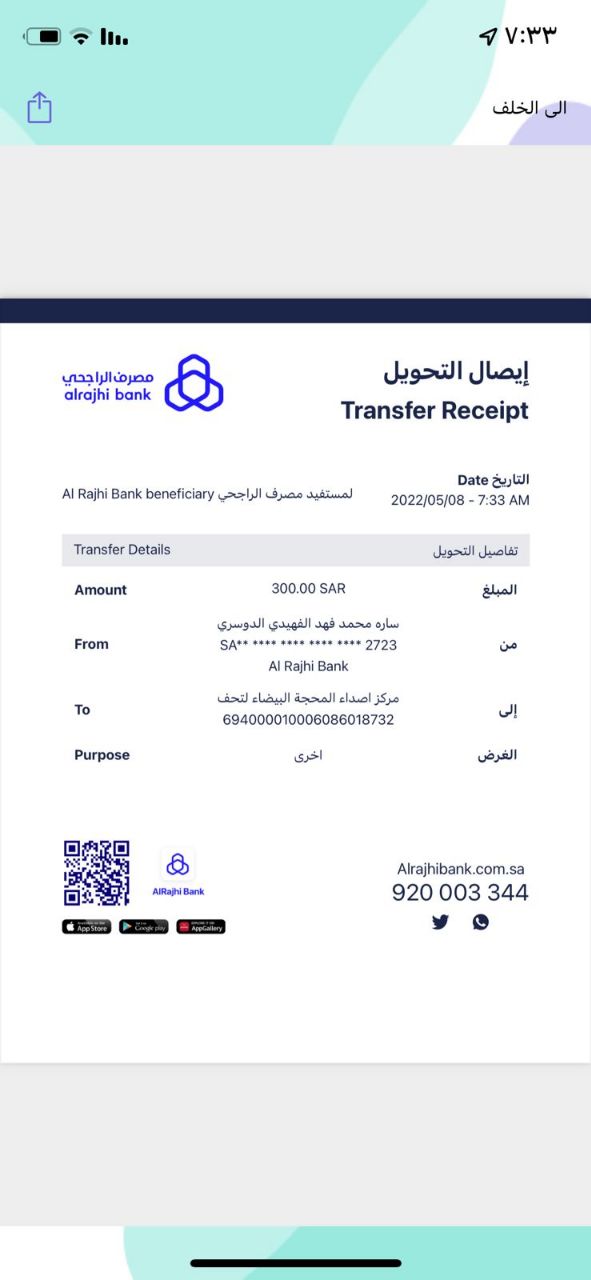 ٧:٣٣
الى الخلف
إيصال التحويل
Transfer Receipt
مصرف الراجحي
alrajhi bank
التاريخ Date
2022/05/08 - 7:33 AM
لمستفيد مصرف الراجحي Al Rajhi Bank beneficiary
Transfer Details تفاصيل التحويل
Amount 300.00 SAR المبلغ
ساره محمد فهد الفهيدي الدوسري
From SA** **** **** **** **** 2723 من
Al Rajhi Bank
مركز اصداء المحجة البيضاء لتحف
To إلى
694000010006086018732
Purpose اخرى الغرض
AlRajhi Bank
App Store
Google play
AppGallery
Alrajhibank.com.sa
920 003 344